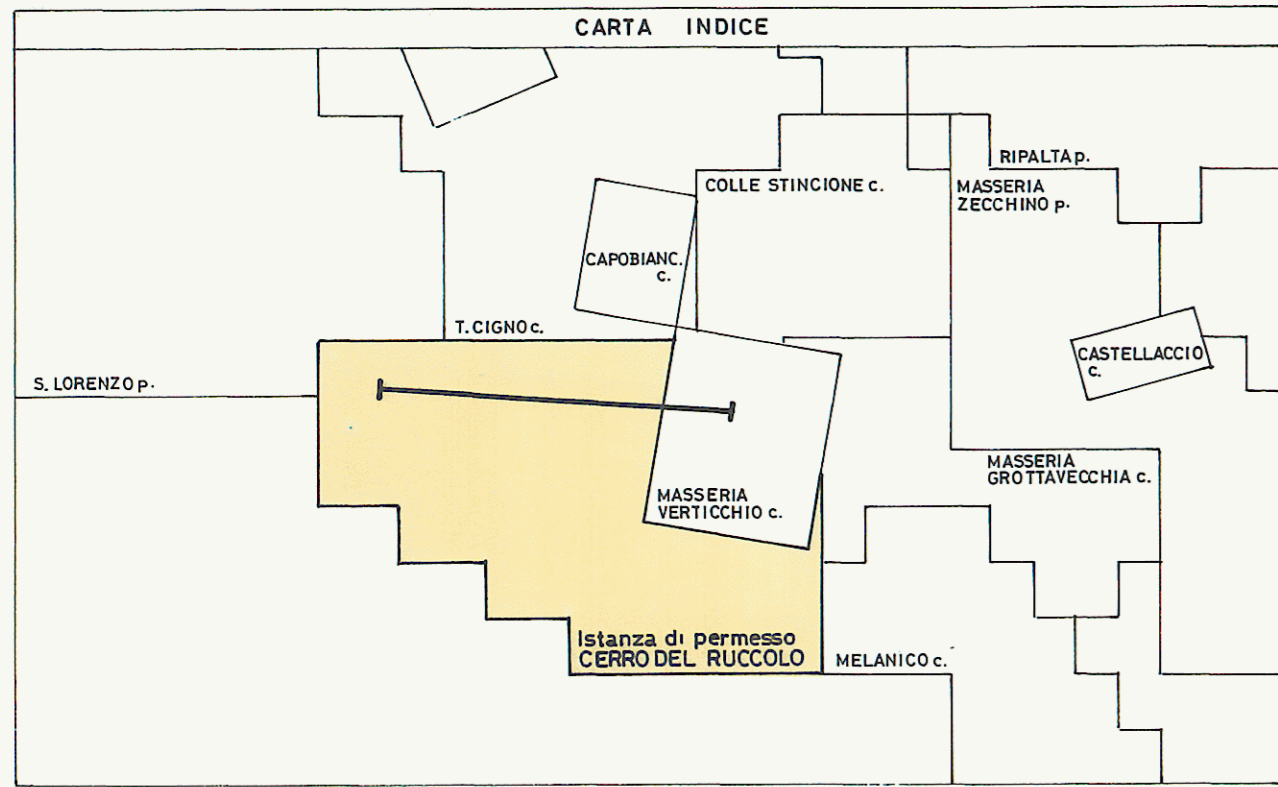 CARTA INDICE
RIPALTA p.
COLLE STINCIONE c.
MASSERIA
ZECCHINO p.
CAPOBIANC.
c.
T. CIGNO c.
CASTELLACCIO
c.
S. LORENZO p.
MASSERIA
GROTTAVECCHIA c.
MASSERIA
VERTICCHIO c.
Istanza di permesso
CERRO DEL RUCCOLO
MELANICO c.